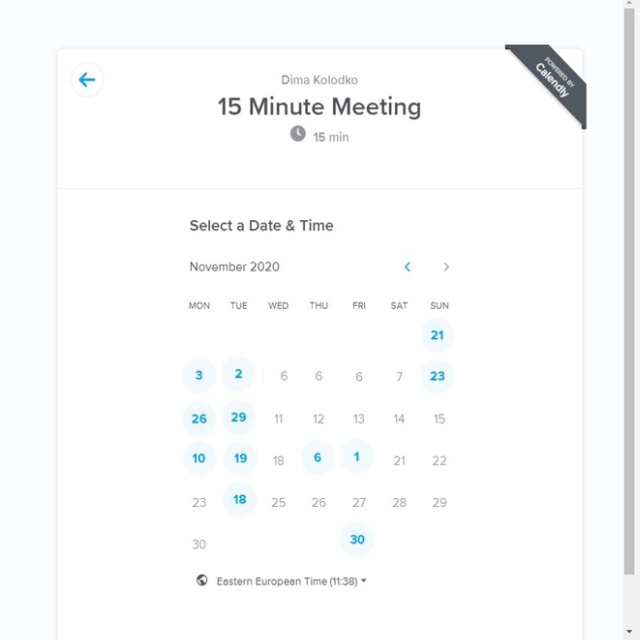 Dima Kolodko
15 Minute Meeting
15 min
POWERED BY
Calendly
Select a Date & Time
November 2020
MON TUE WED THU FRI SAT SUN
21
3 2 6 6 6 7 23
26 29 11 12 13 14 15
10 19 18 6 1 21 22
23 18 25 26 27 28 29
30 30
Eastern European Time (11:38)